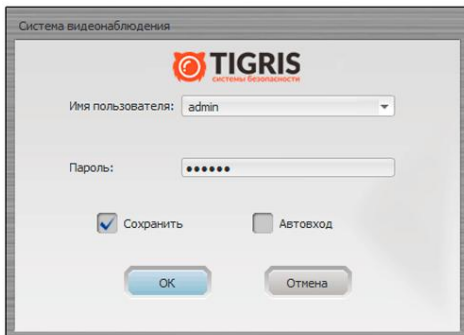 Система видеонаблюдения
TIGRIS
системы безопасности
Имя пользователя: admin
Пароль: ••••••
Сохранить Автовход
OK Отмена